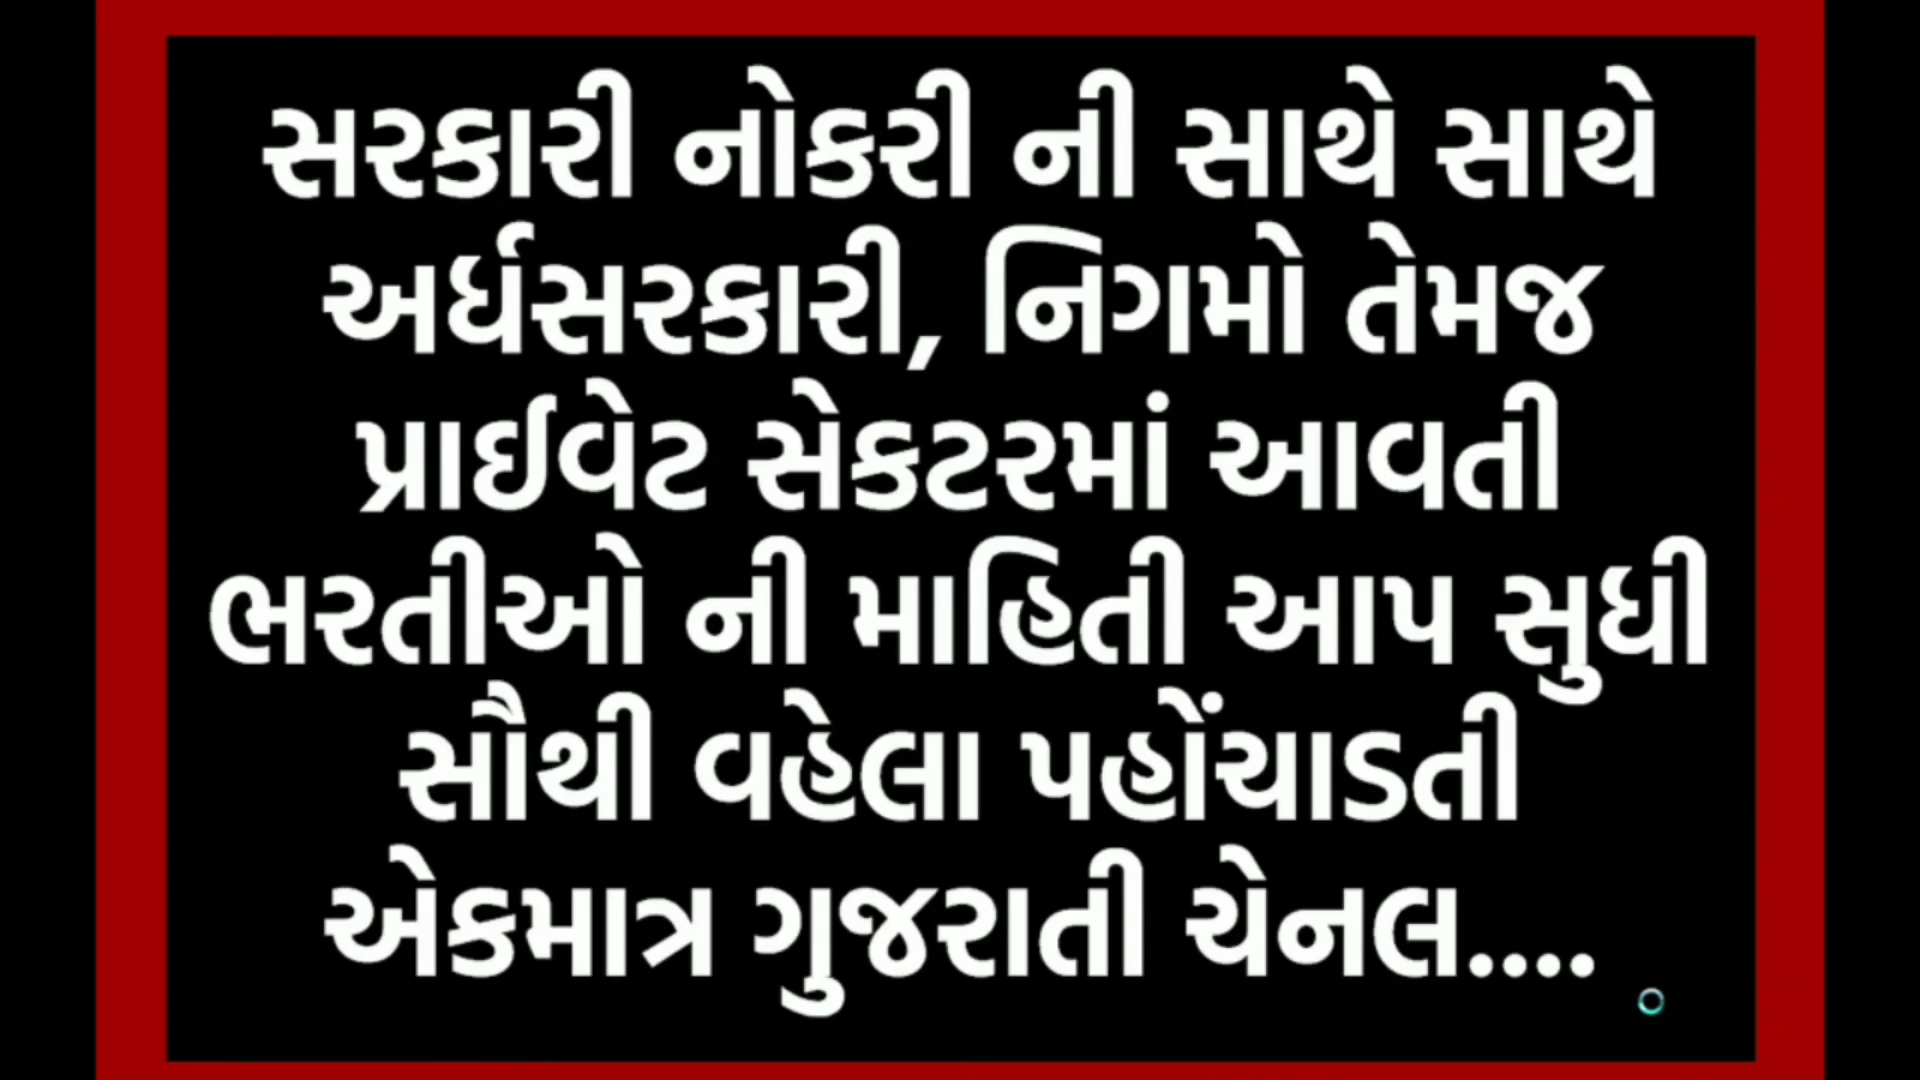 સરકારી નોકરી ની સાથે સાથે
અર્ધસરકારી, નિગમો તેમજ
પ્રાઈવેટ સેકટરમાં આવતી
ભરતીઓ ની માહિતી આપ સુધી
સૌથી વહેલા પહોંચાડતી
એકમાત્ર ગુજરાતી ચેનલ....